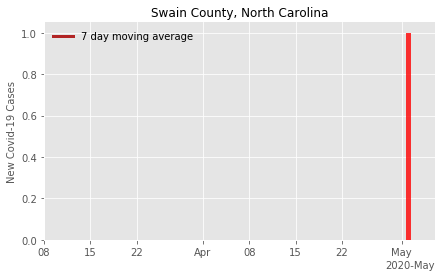 Swain County, North Carolina
7 day moving average
New Covid-19 Cases
1.0
0.8
0.6
0.4
0.2
0.0
08 15 22 Apr 08 15 22 May
2020-May